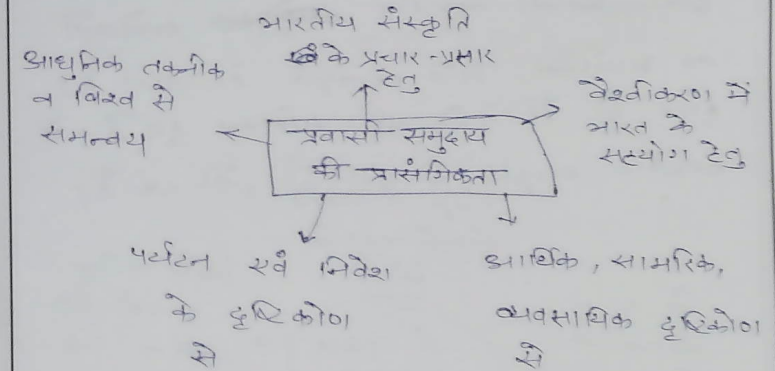 भारतीय संस्कृति
के प्रचार-प्रसार
हेतु
आधुनिक तकनीक
व विश्व से
समन्वय
वैश्वीकरण में
भारत के
सहयोग हेतु
प्रवासी समुदाय
की प्रासंगिकता
पर्यटन एवं निवेश
के दृष्टिकोण
से
आर्थिक, सामरिक,
व्यवसायिक दृष्टिकोण
से